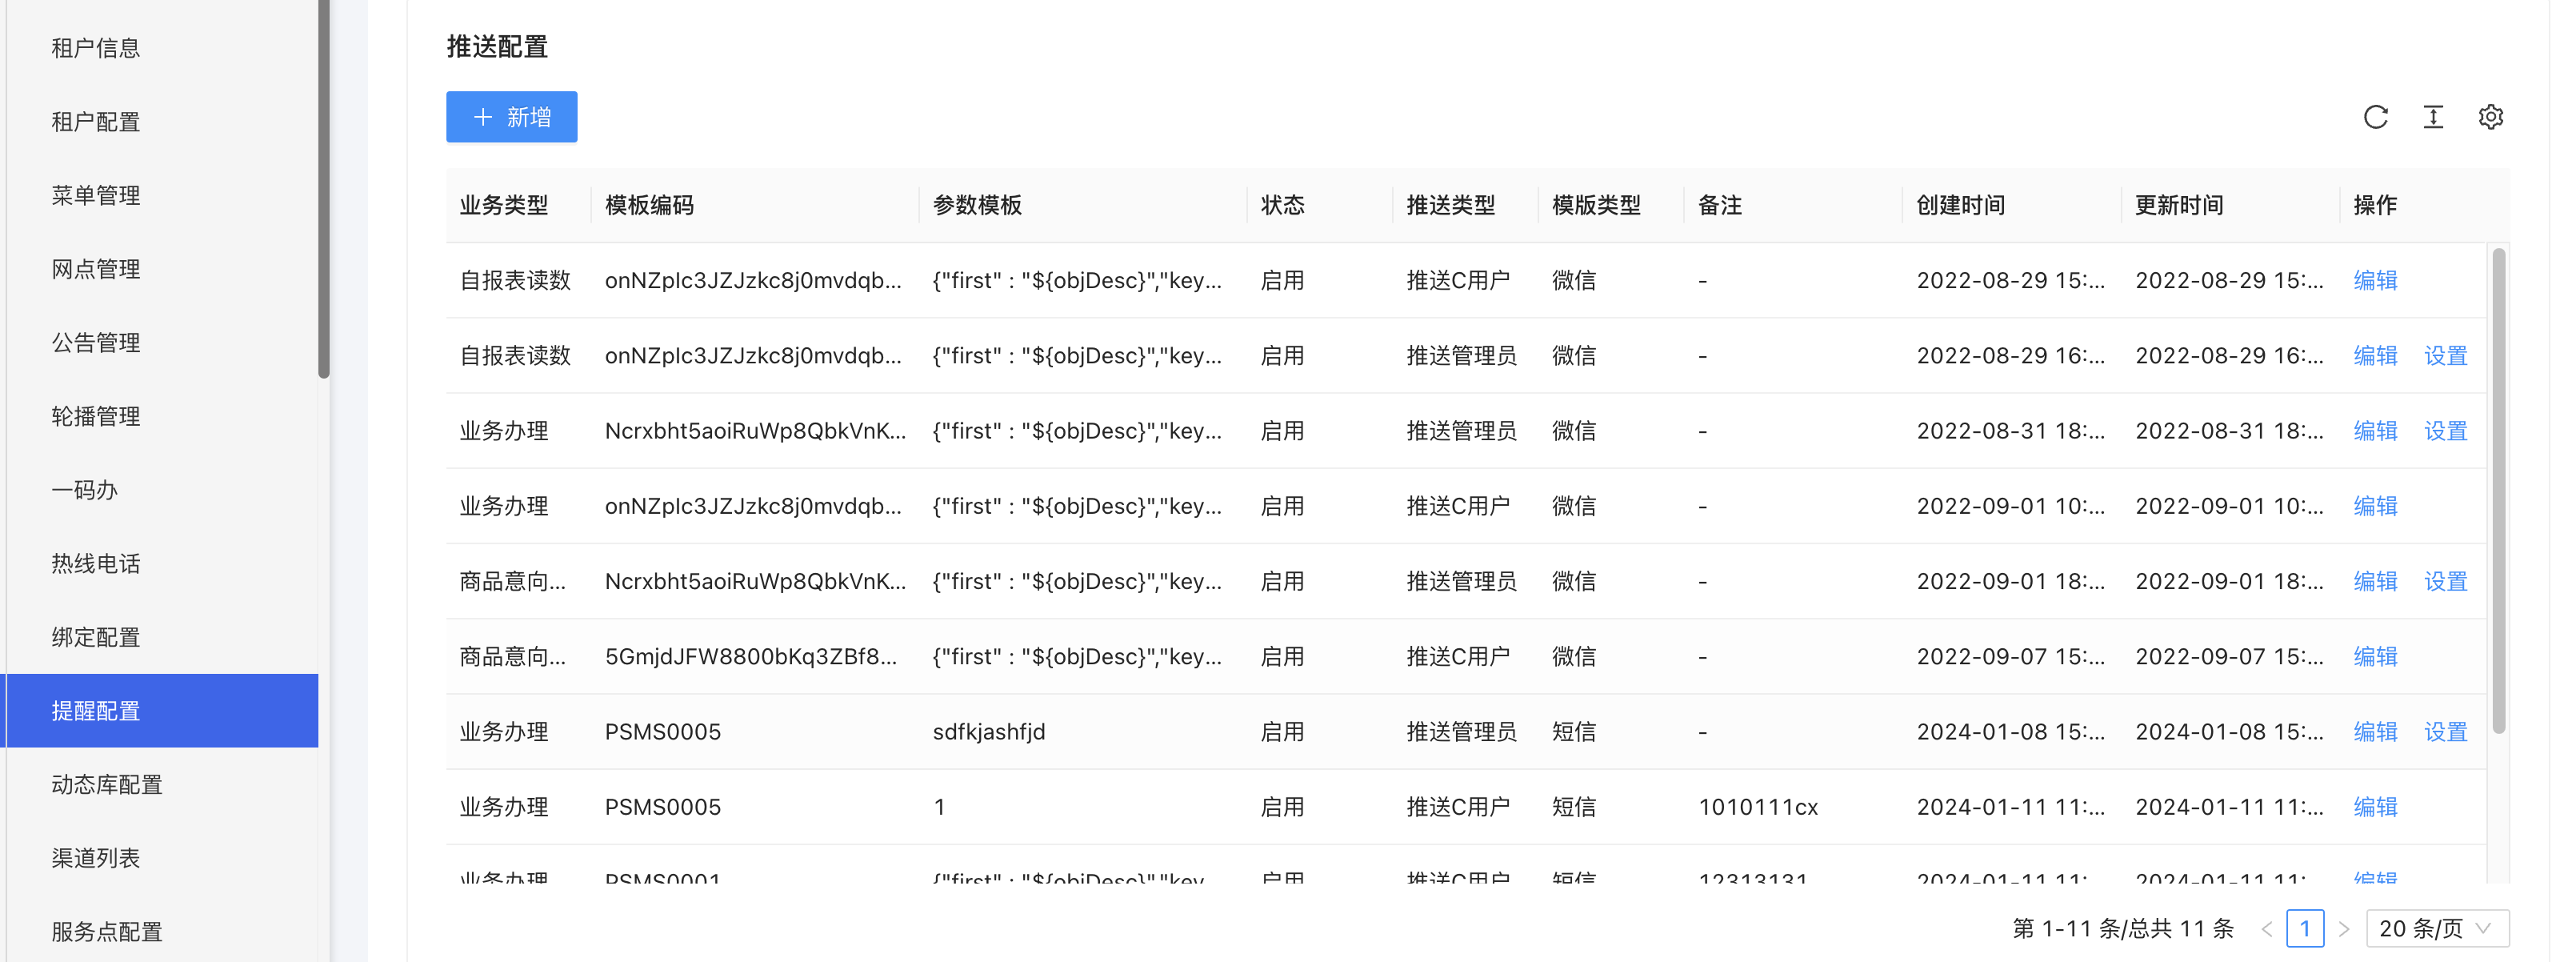 租户信息
租户配置
菜单管理
网点管理
公告管理
轮播管理
一码办
热线电话
绑定配置
提醒配置
动态库配置
渠道列表
服务点配置
推送配置
新增
业务类型 模板编码 参数模板 状态 推送类型 模版类型 备注 创建时间 更新时间 操作
自报表读数 onNZpIc3JZJzkc8j0mvdqb... {"first" : "${objDesc}","key... 启用 推送C用户 微信 - 2022-08-29 15:... 2022-08-29 15:... 编辑
自报表读数 onNZpIc3JZJzkc8j0mvdqb... {"first" : "${objDesc}","key... 启用 推送管理员 微信 - 2022-08-29 16:... 2022-08-29 16:... 编辑 设置
业务办理 Ncrxbht5aoiRuWp8QbkVnK... {"first" : "${objDesc}","key... 启用 推送管理员 微信 - 2022-08-31 18:... 2022-08-31 18:... 编辑 设置
业务办理 onNZpIc3JZJzkc8j0mvdqb... {"first" : "${objDesc}","key... 启用 推送C用户 微信 - 2022-09-01 10:... 2022-09-01 10:... 编辑
商品意向... Ncrxbht5aoiRuWp8QbkVnK... {"first" : "${objDesc}","key... 启用 推送管理员 微信 - 2022-09-01 18:... 2022-09-01 18:... 编辑 设置
商品意向... 5GmjdJFW8800bKq3ZBf8... {"first" : "${objDesc}","key... 启用 推送C用户 微信 - 2022-09-07 15:... 2022-09-07 15:... 编辑
业务办理 PSMS0005 sdfkjashfjd 启用 推送管理员 短信 - 2024-01-08 15:... 2024-01-08 15:... 编辑 设置
业务办理 PSMS0005 1 启用 推送C用户 短信 1010111cx 2024-01-11 11:... 2024-01-11 11:... 编辑
业务办理 PSMS0001 {"first" : "${objDesc}","key 启用 推送C用户 短信 12313131 2024-01-11 11: 2024-01-11 11: 编辑
第 1-11 条/总共 11 条 < 1 > 20 条/页